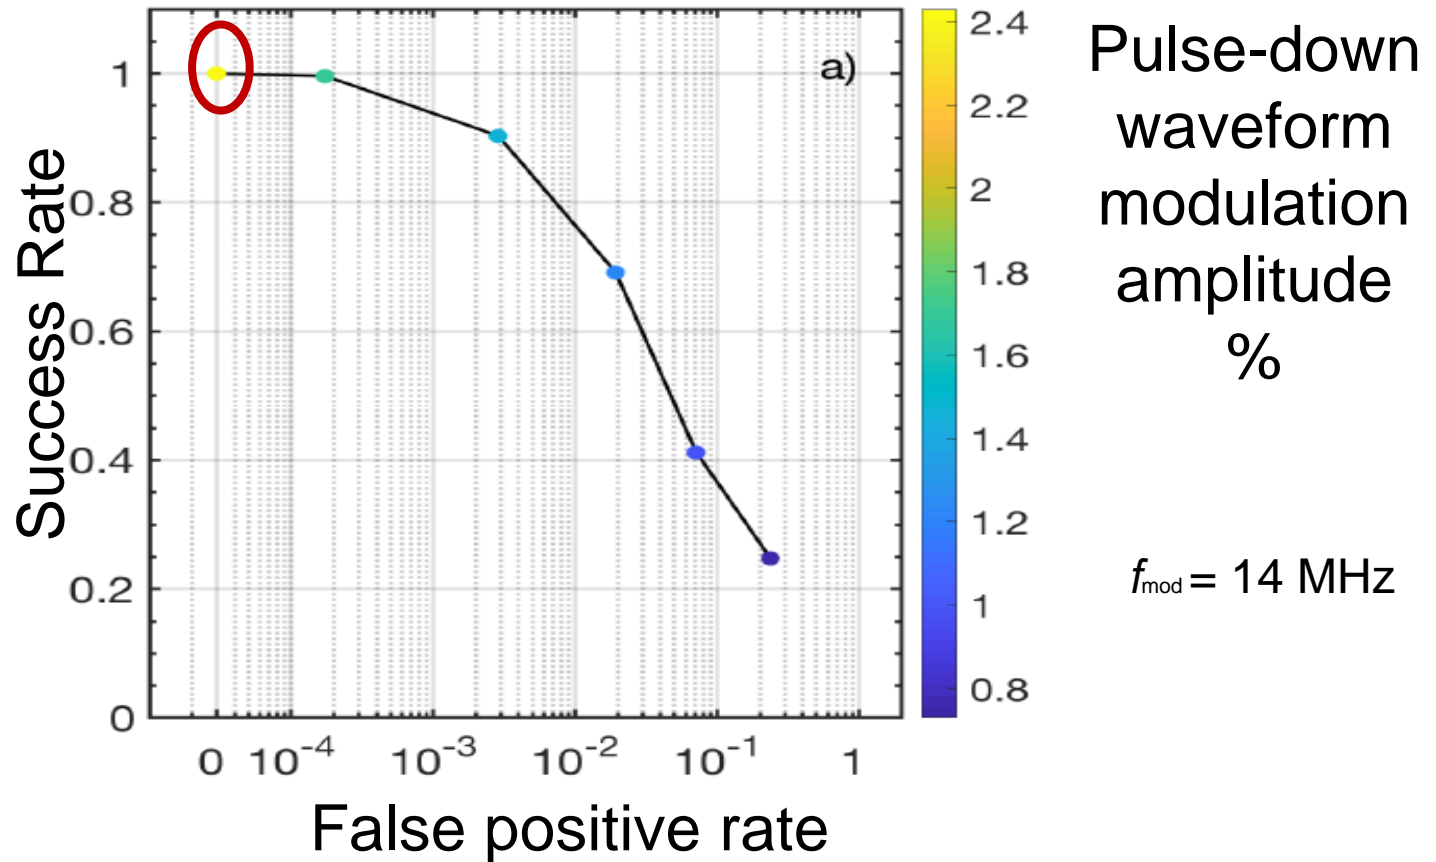 a)
Success Rate
1
0.8
0.6
0.4
0.2
0
0 10^-4 10^-3 10^-2 10^-1 1
False positive rate
2.4
2.2
2
1.8
1.6
1.4
1.2
1
0.8
Pulse-down
waveform
modulation
amplitude
%
fmod = 14 MHz